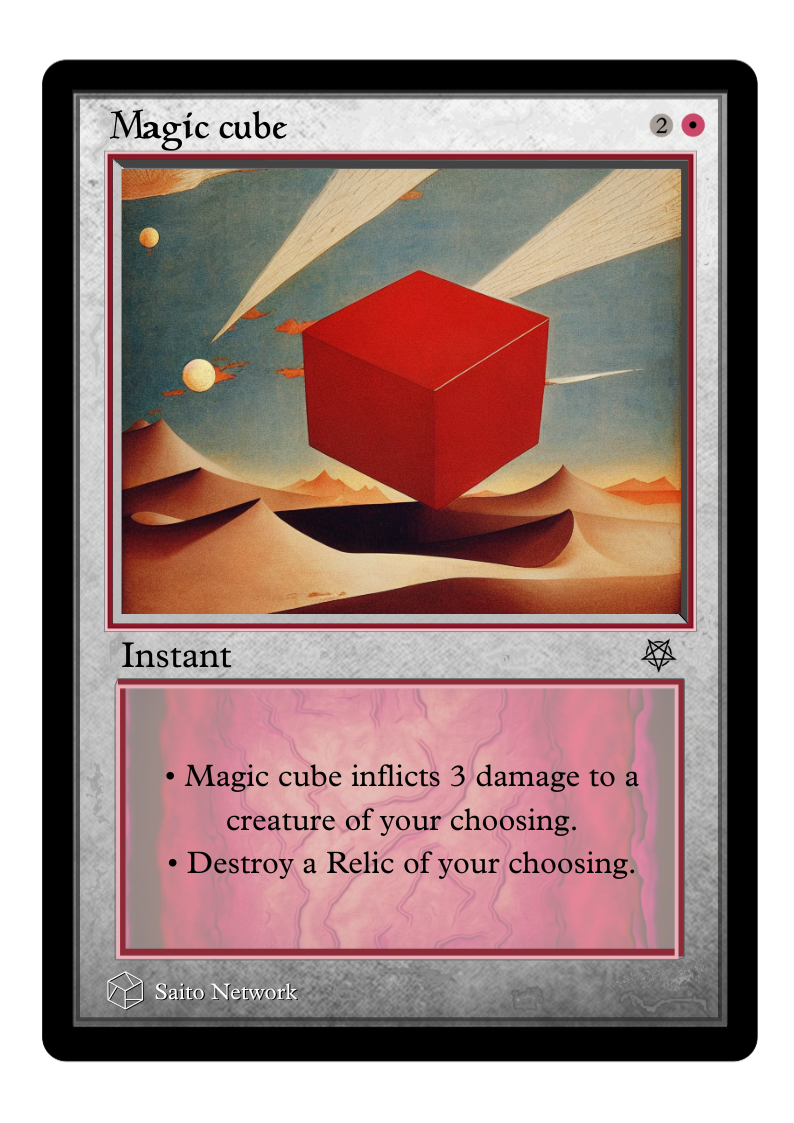 Magic cube
2
Instant
• Magic cube inflicts 3 damage to a
creature of your choosing.
• Destroy a Relic of your choosing.
Saito Network